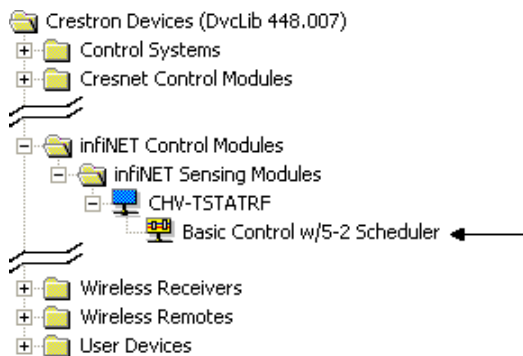 Crestron Devices (DvcLib 448.007)
Control Systems
Cresnet Control Modules
infiNET Control Modules
infiNET Sensing Modules
CHV-TSTATRF
Basic Control w/5-2 Scheduler
Wireless Receivers
Wireless Remotes
User Devices